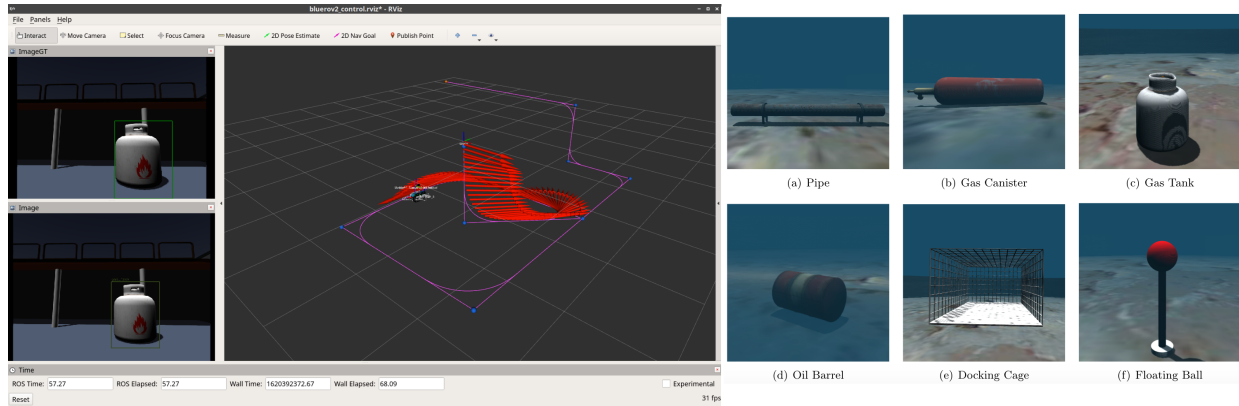 bluerov2_control.rviz* - RViz
File Panels Help
Interact Move Camera Select Focus Camera Measure 2D Pose Estimate 2D Nav Goal Publish Point
ImageGT
Image
Time
ROS Time: 57.27 ROS Elapsed: 57.27 Wall Time: 1620392372.67 Wall Elapsed: 68.09 Experimental
Reset 31 fps
(a) Pipe (b) Gas Canister (c) Gas Tank
(d) Oil Barrel (e) Docking Cage (f) Floating Ball